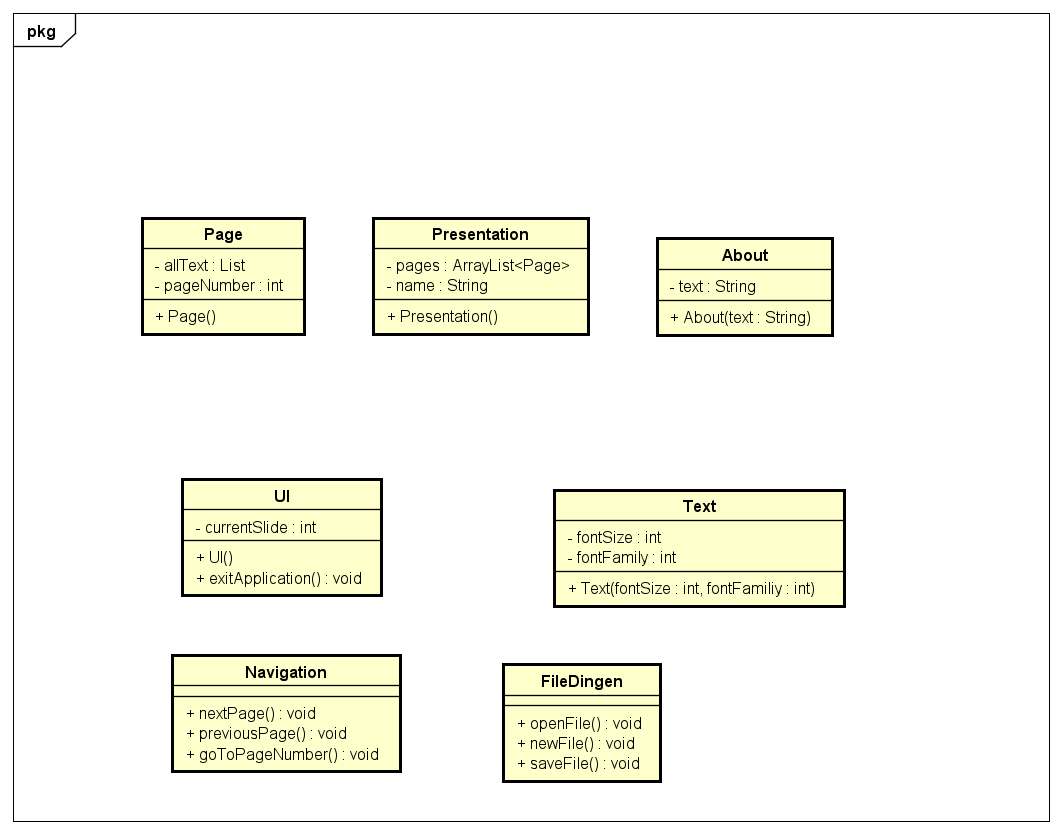 pkg
Page
- allText : List
- pageNumber : int
+ Page()
Presentation
- pages : ArrayList<Page>
- name : String
+ Presentation()
About
- text : String
+ About(text : String)
UI
- currentSlide : int
+ UI()
+ exitApplication() : void
Text
- fontSize : int
- fontFamily : int
+ Text(fontSize : int, fontFamiliy : int)
Navigation
+ nextPage() : void
+ previousPage() : void
+ goToPageNumber() : void
FileDingen
+ openFile() : void
+ newFile() : void
+ saveFile() : void